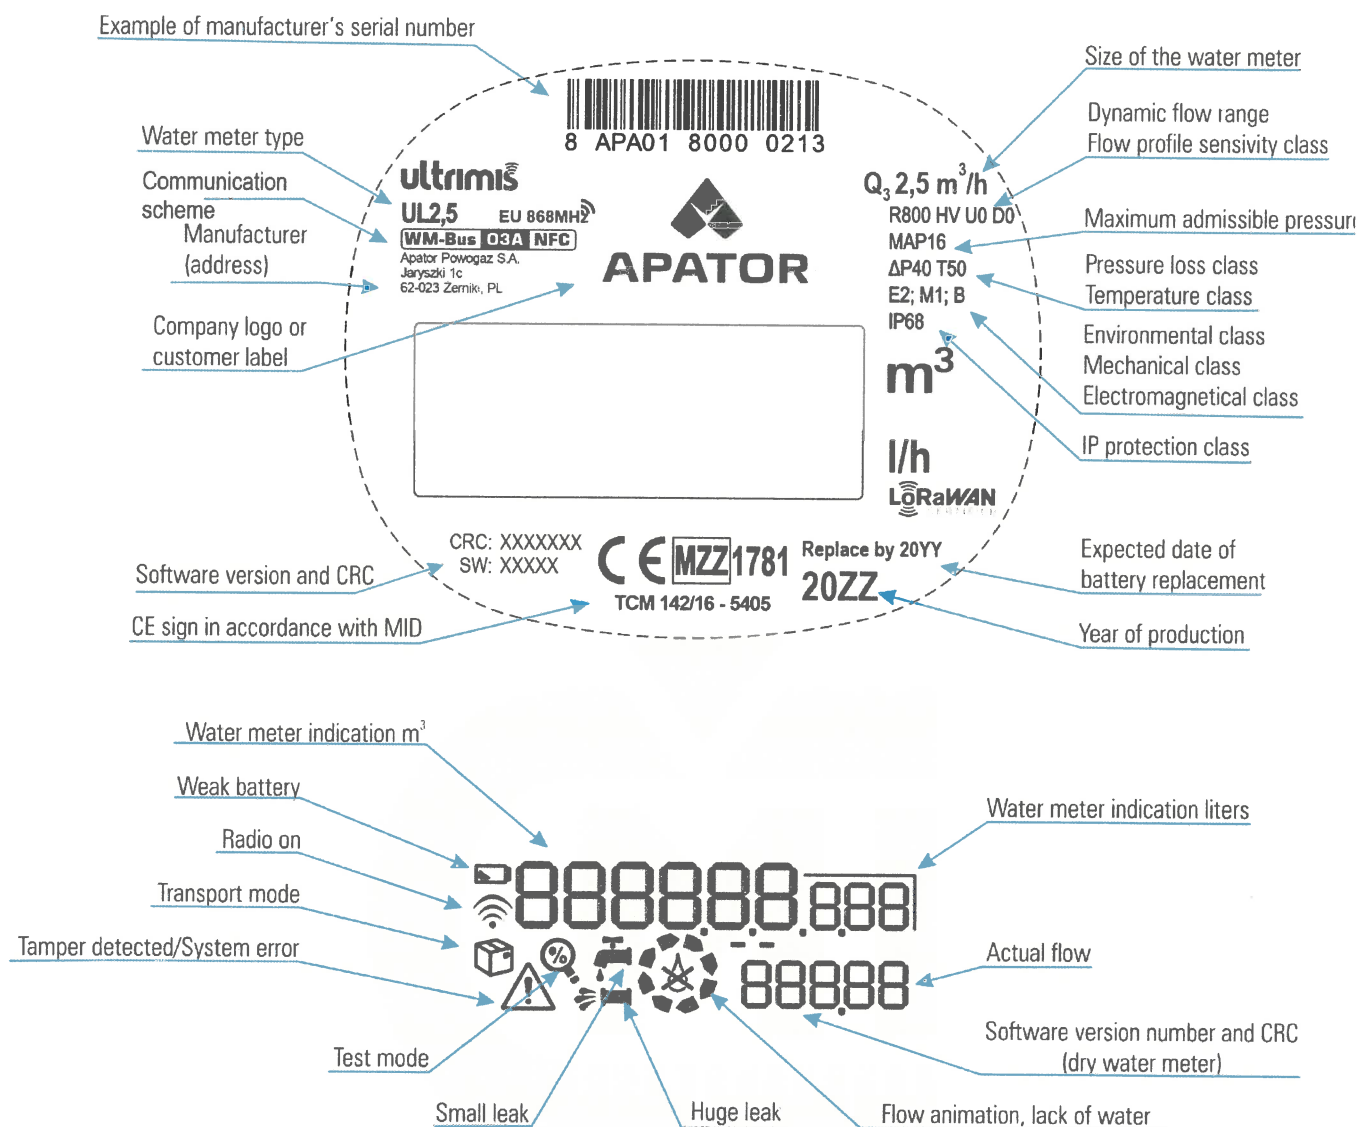 Example of manufacturer's serial number
8 APA01 8000 0213
Size of the water meter
Dynamic flow range
Flow profile sensivity class
Water meter type
Communication
scheme
Manufacturer
(address)
Company logo or
customer label
ultrimis
UL2,5 EU 868MHz
WM-Bus 03A NFC
Apator Powogaz S.A.
Jaryszki 1c
62-023 Żerniki, PL
APATOR
Q3 2,5 m³/h
R800 HV U0 D0
MAP16
ΔP40 T50
E2; M1; B
IP68
m³
l/h
LoRaWAN
Maximum admissible pressure
Pressure loss class
Temperature class
Environmental class
Mechanical class
Electromagnetical class
IP protection class
CRC: XXXXXXX
SW: XXXXX
CE MZZ 1781
TCM 142/16 - 5405
Replace by 20YY
20ZZ
Software version and CRC
CE sign in accordance with MID
Expected date of
battery replacement
Year of production
Water meter indication m³
Weak battery
Radio on
Transport mode
Tamper detected/System error
Test mode
Small leak
Huge leak
888888.888
%
888.88
Water meter indication liters
Actual flow
Software version number and CRC
(dry water meter)
Flow animation, lack of water